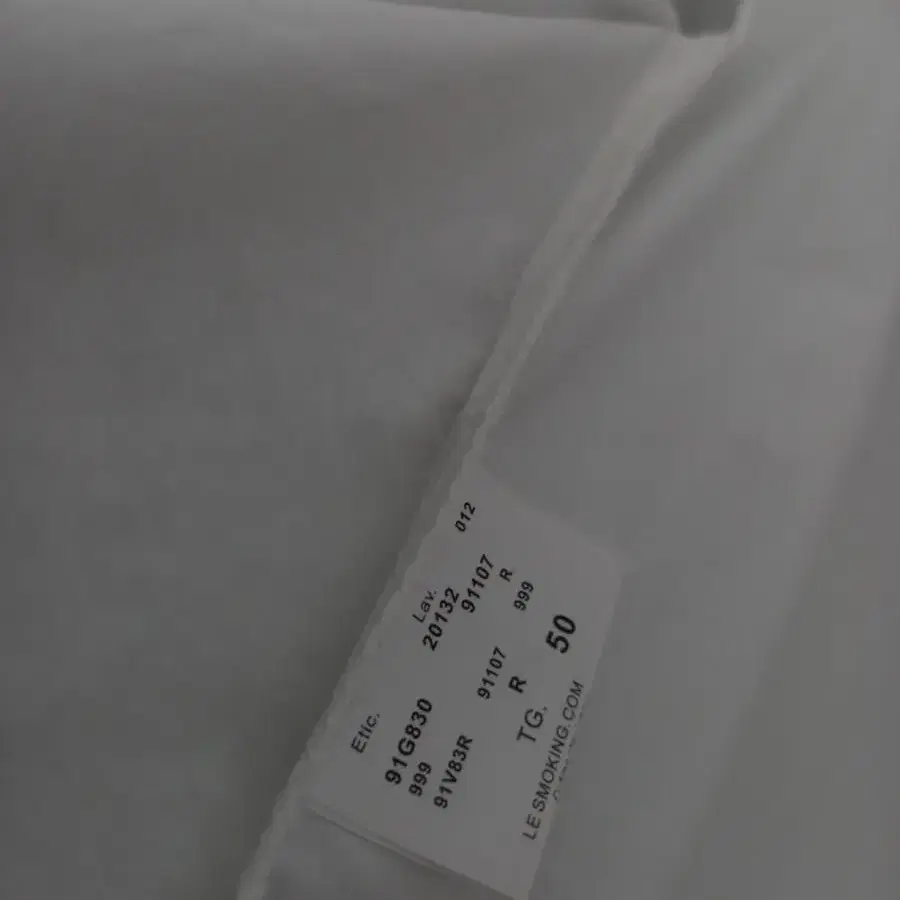 Etic. Lav. 012
91G830 20132
999 91107
91V83R 91107 R
R 999
TG. 50
LE SMOKING.COM